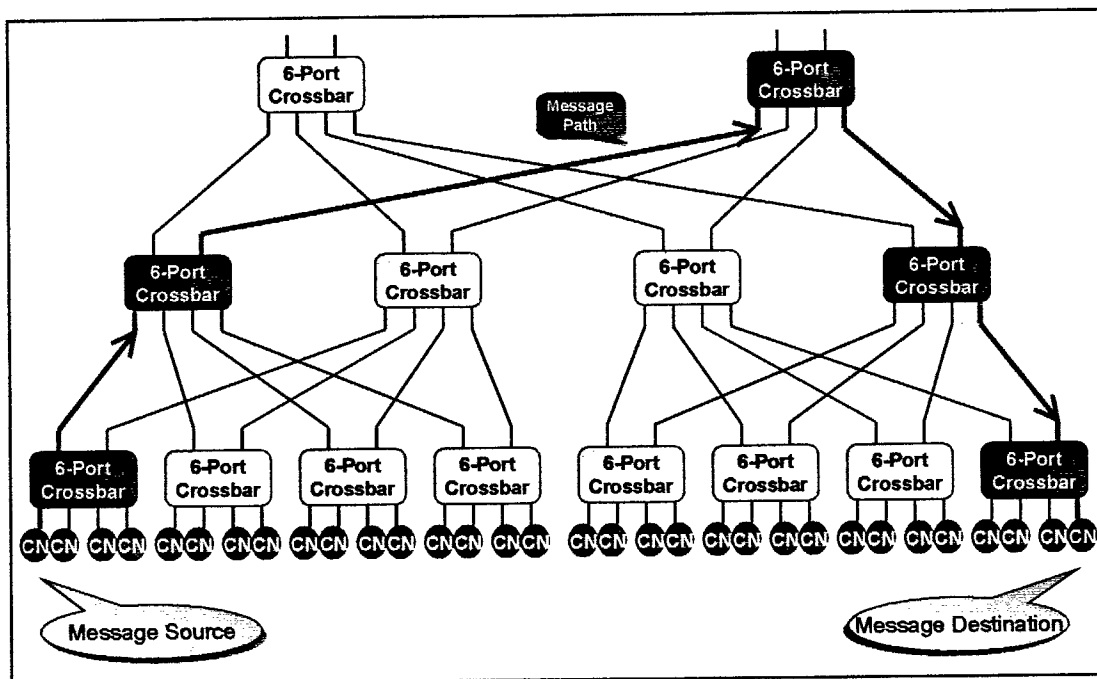 6-Port
Crossbar
6-Port
Crossbar
Message
Path
6-Port
Crossbar
6-Port
Crossbar
6-Port
Crossbar
6-Port
Crossbar
6-Port
Crossbar
6-Port
Crossbar
6-Port
Crossbar
6-Port
Crossbar
6-Port
Crossbar
6-Port
Crossbar
6-Port
Crossbar
6-Port
Crossbar
CN CN CN CN CN CN CN CN CN CN CN CN CN CN CN CN CN CN CN CN CN CN CN CN CN CN CN CN CN CN CN CN
Message Source
Message Destination